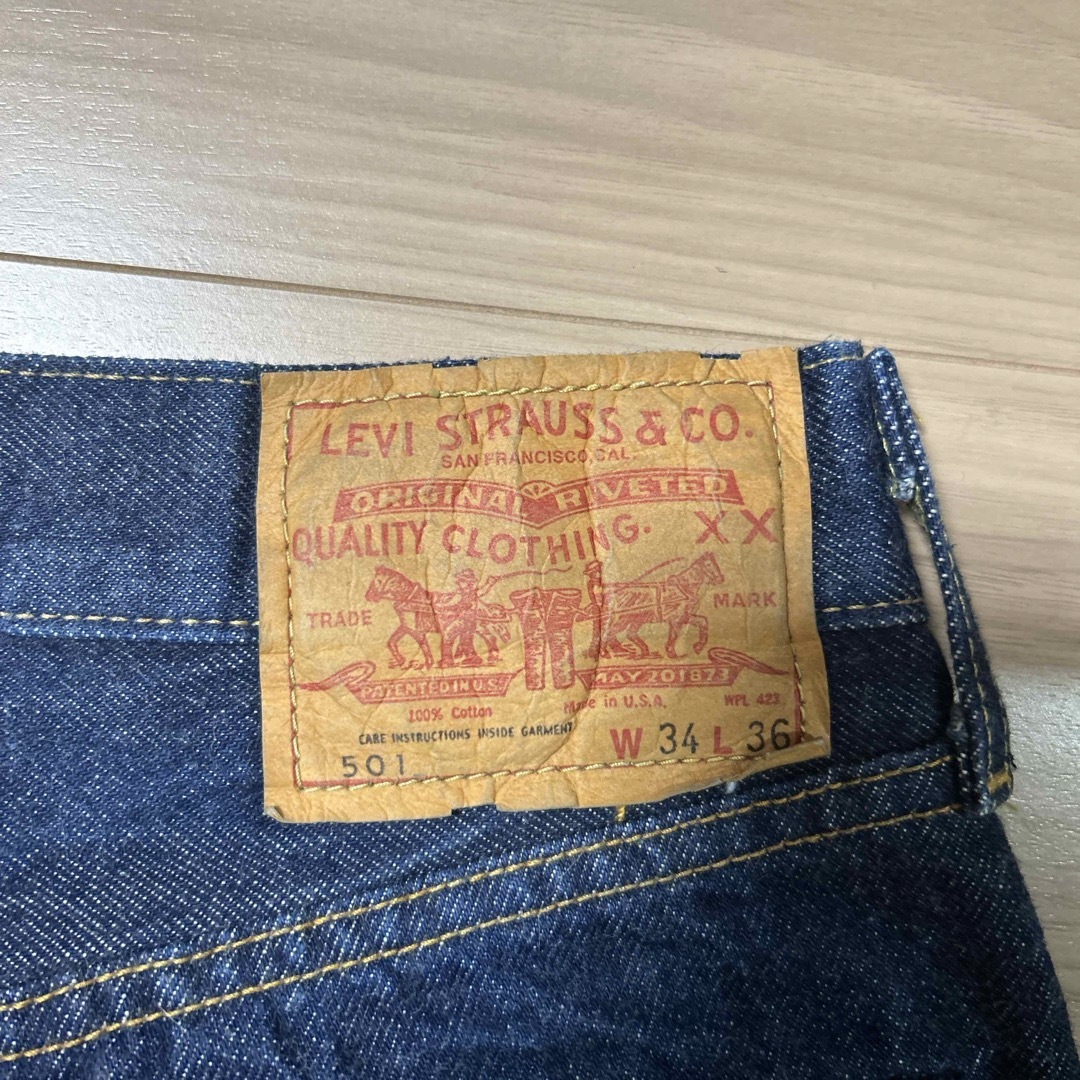 LEVI STRAUSS & CO.
SAN FRANCISCO, CAL.
ORIGINAL RIVETED
QUALITY CLOTHING. XX
TRADE MARK
PATENTED IN U.S. MAY 20 1873
100% Cotton Made in U.S.A. WPL 423
CARE INSTRUCTIONS INSIDE GARMENT
501 W 34 L 36